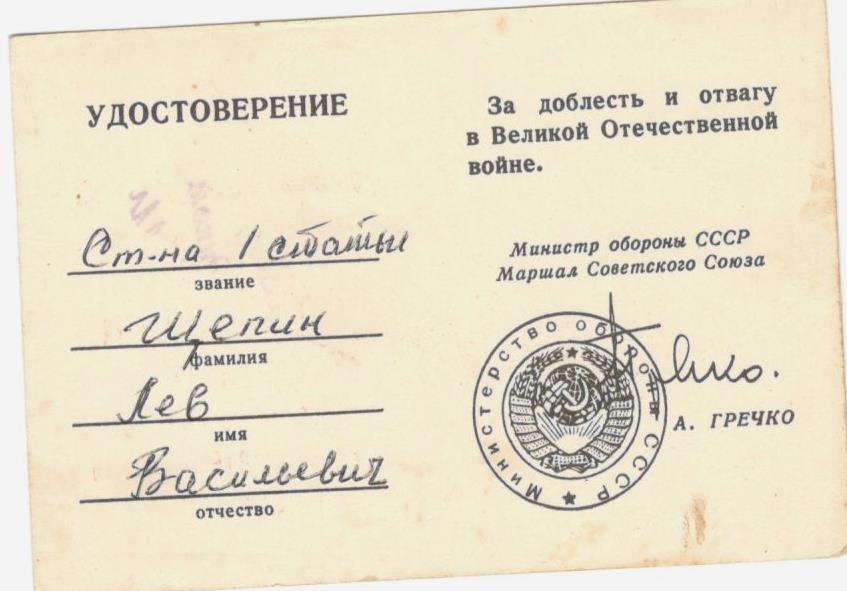 УДОСТОВЕРЕНИЕ
Ст-на 1 статьи
звание
Щепин
фамилия
Лев
имя
Васильевич
отчество
За доблесть и отвагу
в Великой Отечественной
войне.
Министр обороны СССР
Маршал Советского Союза
Министерство Обороны СССР
А. ГРЕЧКО